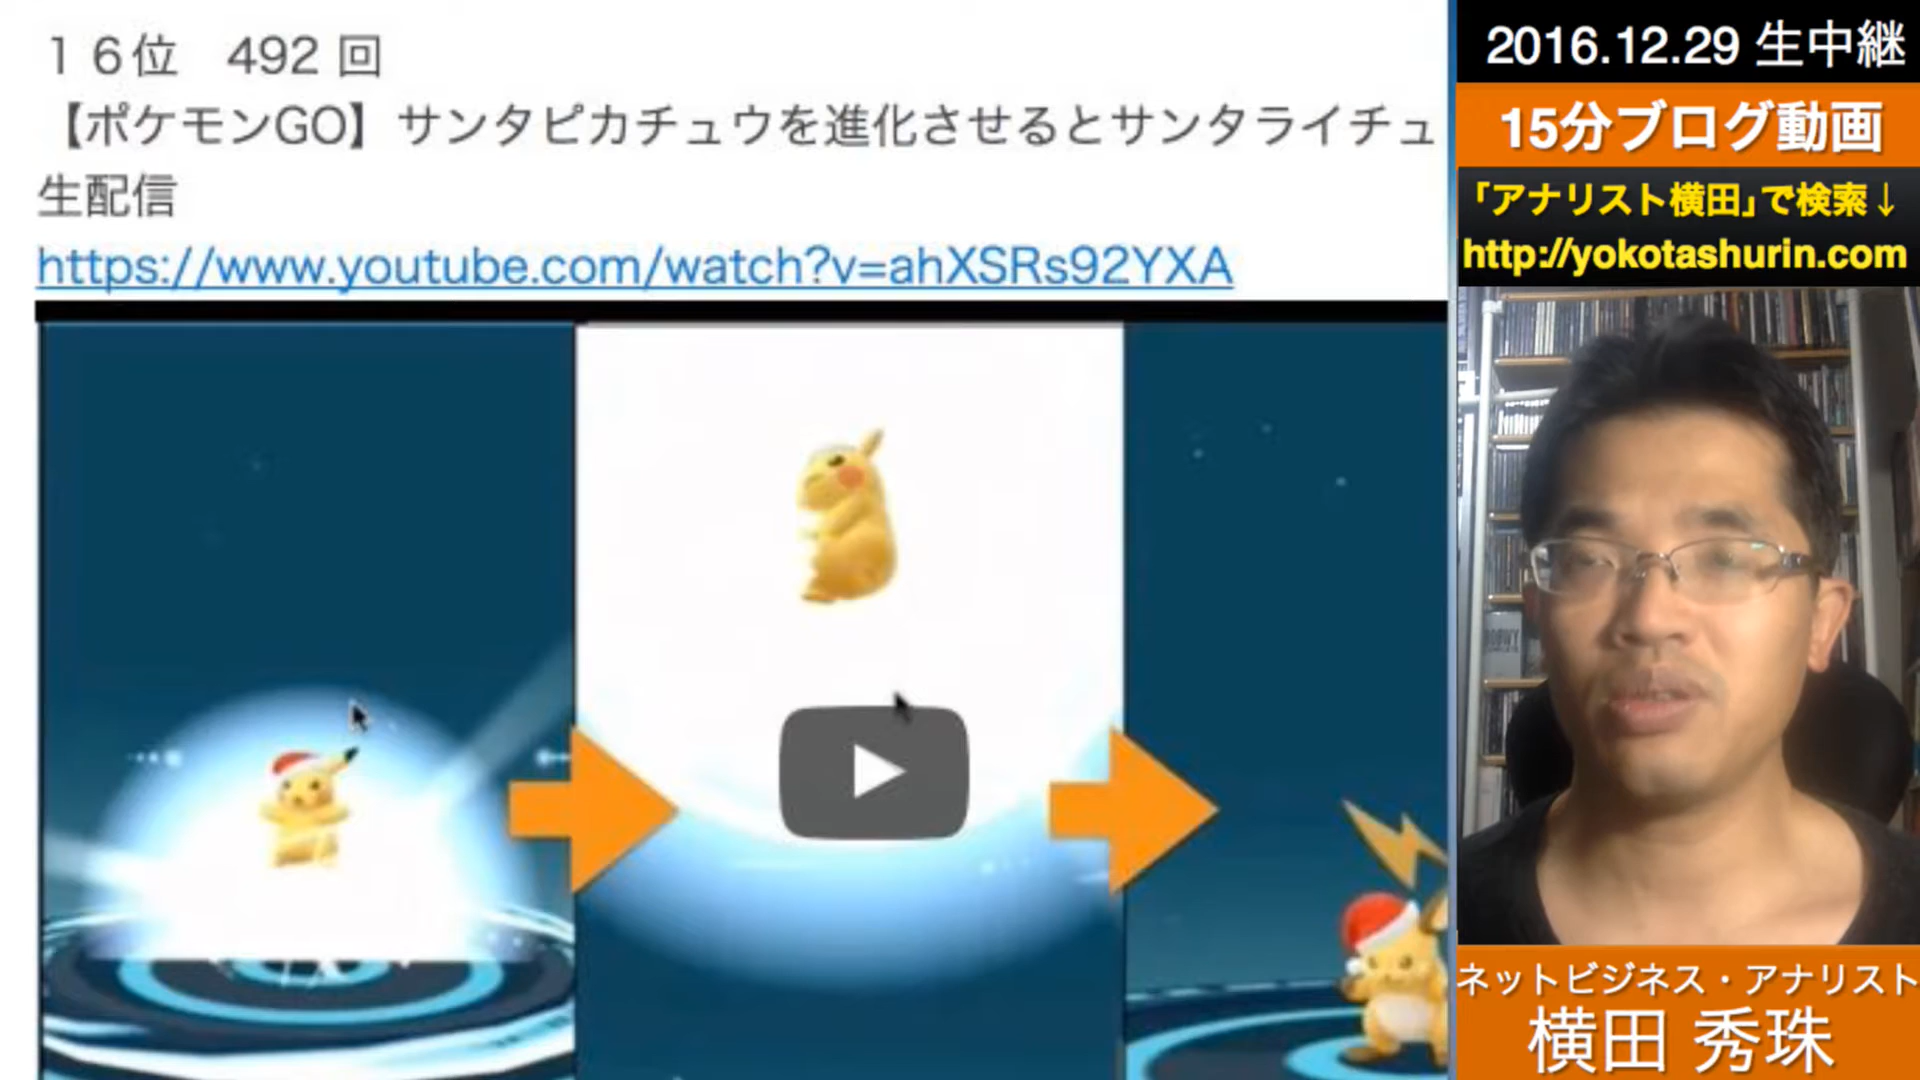 １６位　492 回
【ポケモンGO】サンタピカチュウを進化させるとサンタライチュ
生配信
https://www.youtube.com/watch?v=ahXSRs92YXA
2016.12.29 生中継
15分ブログ動画
「アナリスト横田」で検索↓
http://yokotashurin.com
ネットビジネス・アナリスト
横田 秀珠